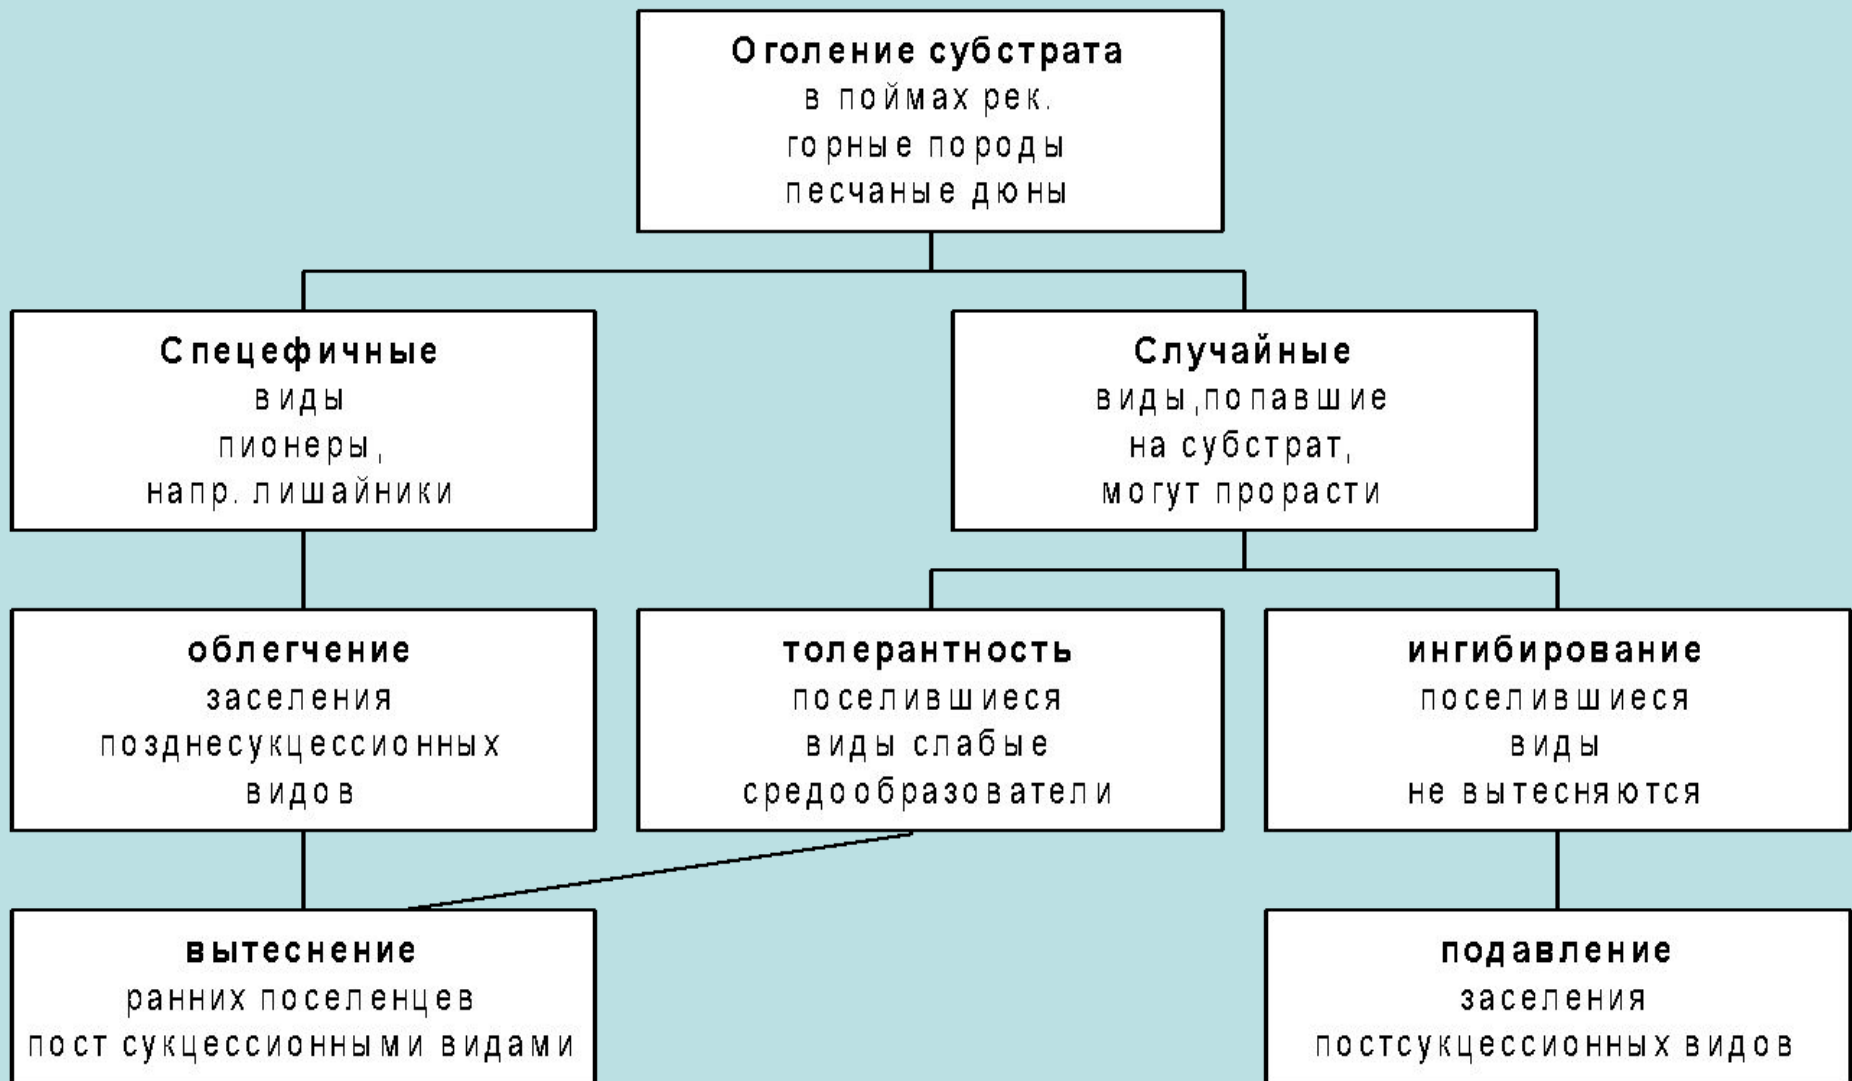 Оголение субстрата
в поймах рек.
горные породы
песчаные дюны
Спецефичные
виды
пионеры,
напр. лишайники
Случайные
виды,попавшие
на субстрат,
могут прорасти
облегчение
заселения
позднесукцессионных
видов
толерантность
поселившиеся
виды слабые
средообразователи
ингибирование
поселившиеся
виды
не вытесняются
вытеснение
ранних поселенцев
пост сукцессионными видами
подавление
заселения
постсукцессионных видов